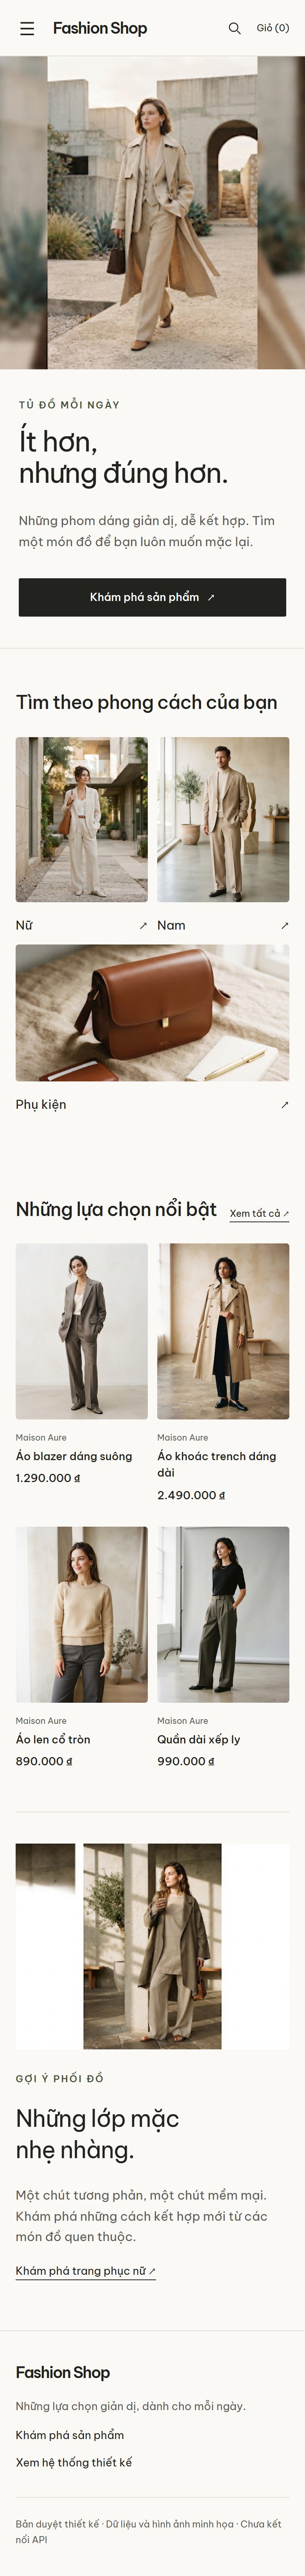 Fashion Shop
Giỏ (0)
TỦ ĐỒ MỖI NGÀY
Ít hơn,
nhưng đúng hơn.
Những phom dáng giản dị, dễ kết hợp. Tìm
một món đồ để bạn luôn muốn mặc lại.
Khám phá sản phẩm ↗
Tìm theo phong cách của bạn
Nữ ↗
Nam ↗
Phụ kiện ↗
Những lựa chọn nổi bật
Xem tất cả ↗
Maison Aure
Áo blazer dáng suông
1.290.000 ₫
Maison Aure
Áo khoác trench dáng
dài
2.490.000 ₫
Maison Aure
Áo len cổ tròn
890.000 ₫
Maison Aure
Quần dài xếp ly
990.000 ₫
GỢI Ý PHỐI ĐỒ
Những lớp mặc
nhẹ nhàng.
Một chút tương phản, một chút mềm mại.
Khám phá những cách kết hợp mới từ các
món đồ quen thuộc.
Khám phá trang phục nữ ↗
Fashion Shop
Những lựa chọn giản dị, dành cho mỗi ngày.
Khám phá sản phẩm
Xem hệ thống thiết kế
Bản duyệt thiết kế · Dữ liệu và hình ảnh minh họa · Chưa kết
nối API